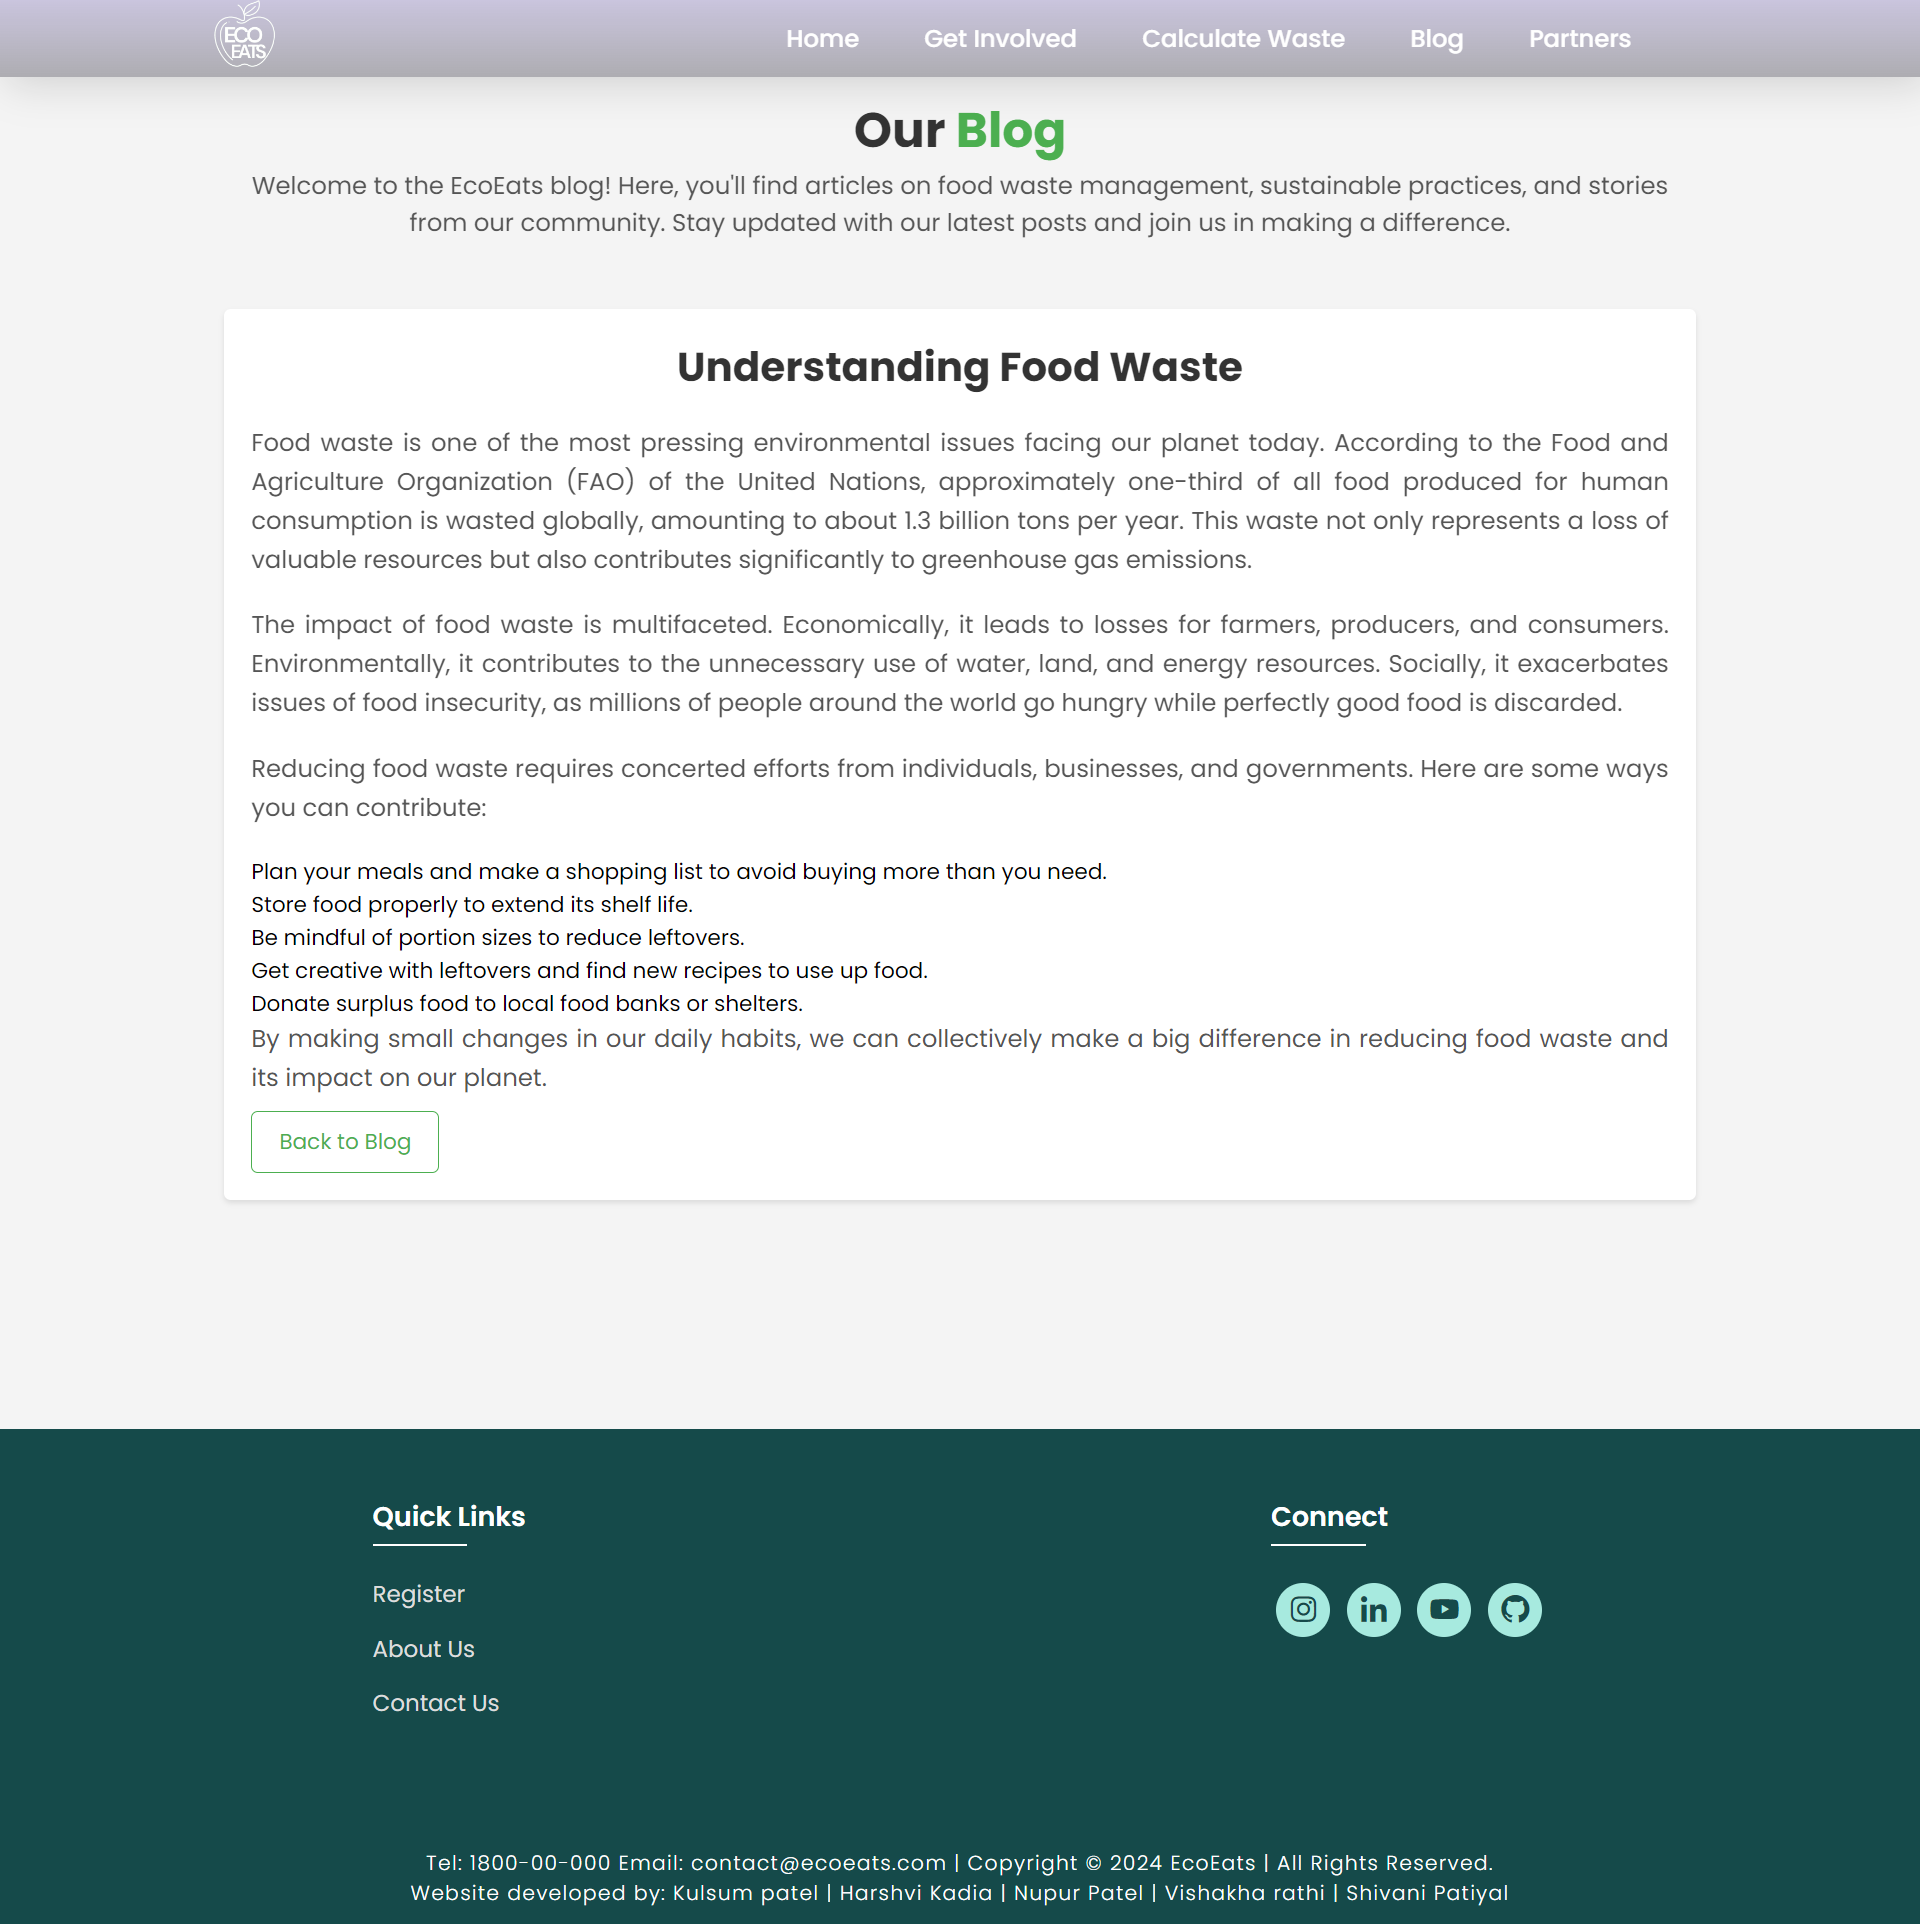 ECO
EATS
Home Get Involved Calculate Waste Blog Partners
Our Blog
Welcome to the EcoEats blog! Here, you'll find articles on food waste management, sustainable practices, and stories
from our community. Stay updated with our latest posts and join us in making a difference.
Understanding Food Waste
Food waste is one of the most pressing environmental issues facing our planet today. According to the Food and
Agriculture Organization (FAO) of the United Nations, approximately one-third of all food produced for human
consumption is wasted globally, amounting to about 1.3 billion tons per year. This waste not only represents a loss of
valuable resources but also contributes significantly to greenhouse gas emissions.
The impact of food waste is multifaceted. Economically, it leads to losses for farmers, producers, and consumers.
Environmentally, it contributes to the unnecessary use of water, land, and energy resources. Socially, it exacerbates
issues of food insecurity, as millions of people around the world go hungry while perfectly good food is discarded.
Reducing food waste requires concerted efforts from individuals, businesses, and governments. Here are some ways
you can contribute:
Plan your meals and make a shopping list to avoid buying more than you need.
Store food properly to extend its shelf life.
Be mindful of portion sizes to reduce leftovers.
Get creative with leftovers and find new recipes to use up food.
Donate surplus food to local food banks or shelters.
By making small changes in our daily habits, we can collectively make a big difference in reducing food waste and
its impact on our planet.
Back to Blog
Quick Links
Register
About Us
Contact Us
Connect
Tel: 1800-00-000 Email: contact@ecoeats.com | Copyright © 2024 EcoEats | All Rights Reserved.
Website developed by: Kulsum patel | Harshvi Kadia | Nupur Patel | Vishakha rathi | Shivani Patiyal